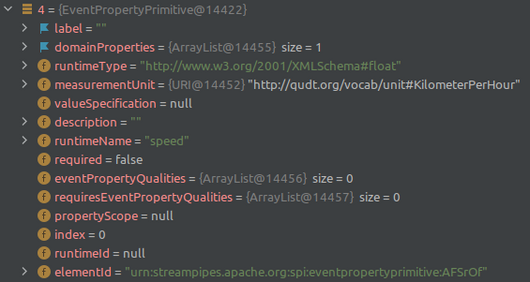 4 = {EventPropertyPrimitive@14422}
label = ""
domainProperties = {ArrayList@14455} size = 1
runtimeType = "http://www.w3.org/2001/XMLSchema#float"
measurementUnit = {URI@14452} "http://qudt.org/vocab/unit#KilometerPerHour"
valueSpecification = null
description = ""
runtimeName = "speed"
required = false
eventPropertyQualities = {ArrayList@14456} size = 0
requiresEventPropertyQualities = {ArrayList@14457} size = 0
propertyScope = null
index = 0
runtimeId = null
elementId = "urn:streampipes.apache.org:spi:eventpropertyprimitive:AFSrOf"